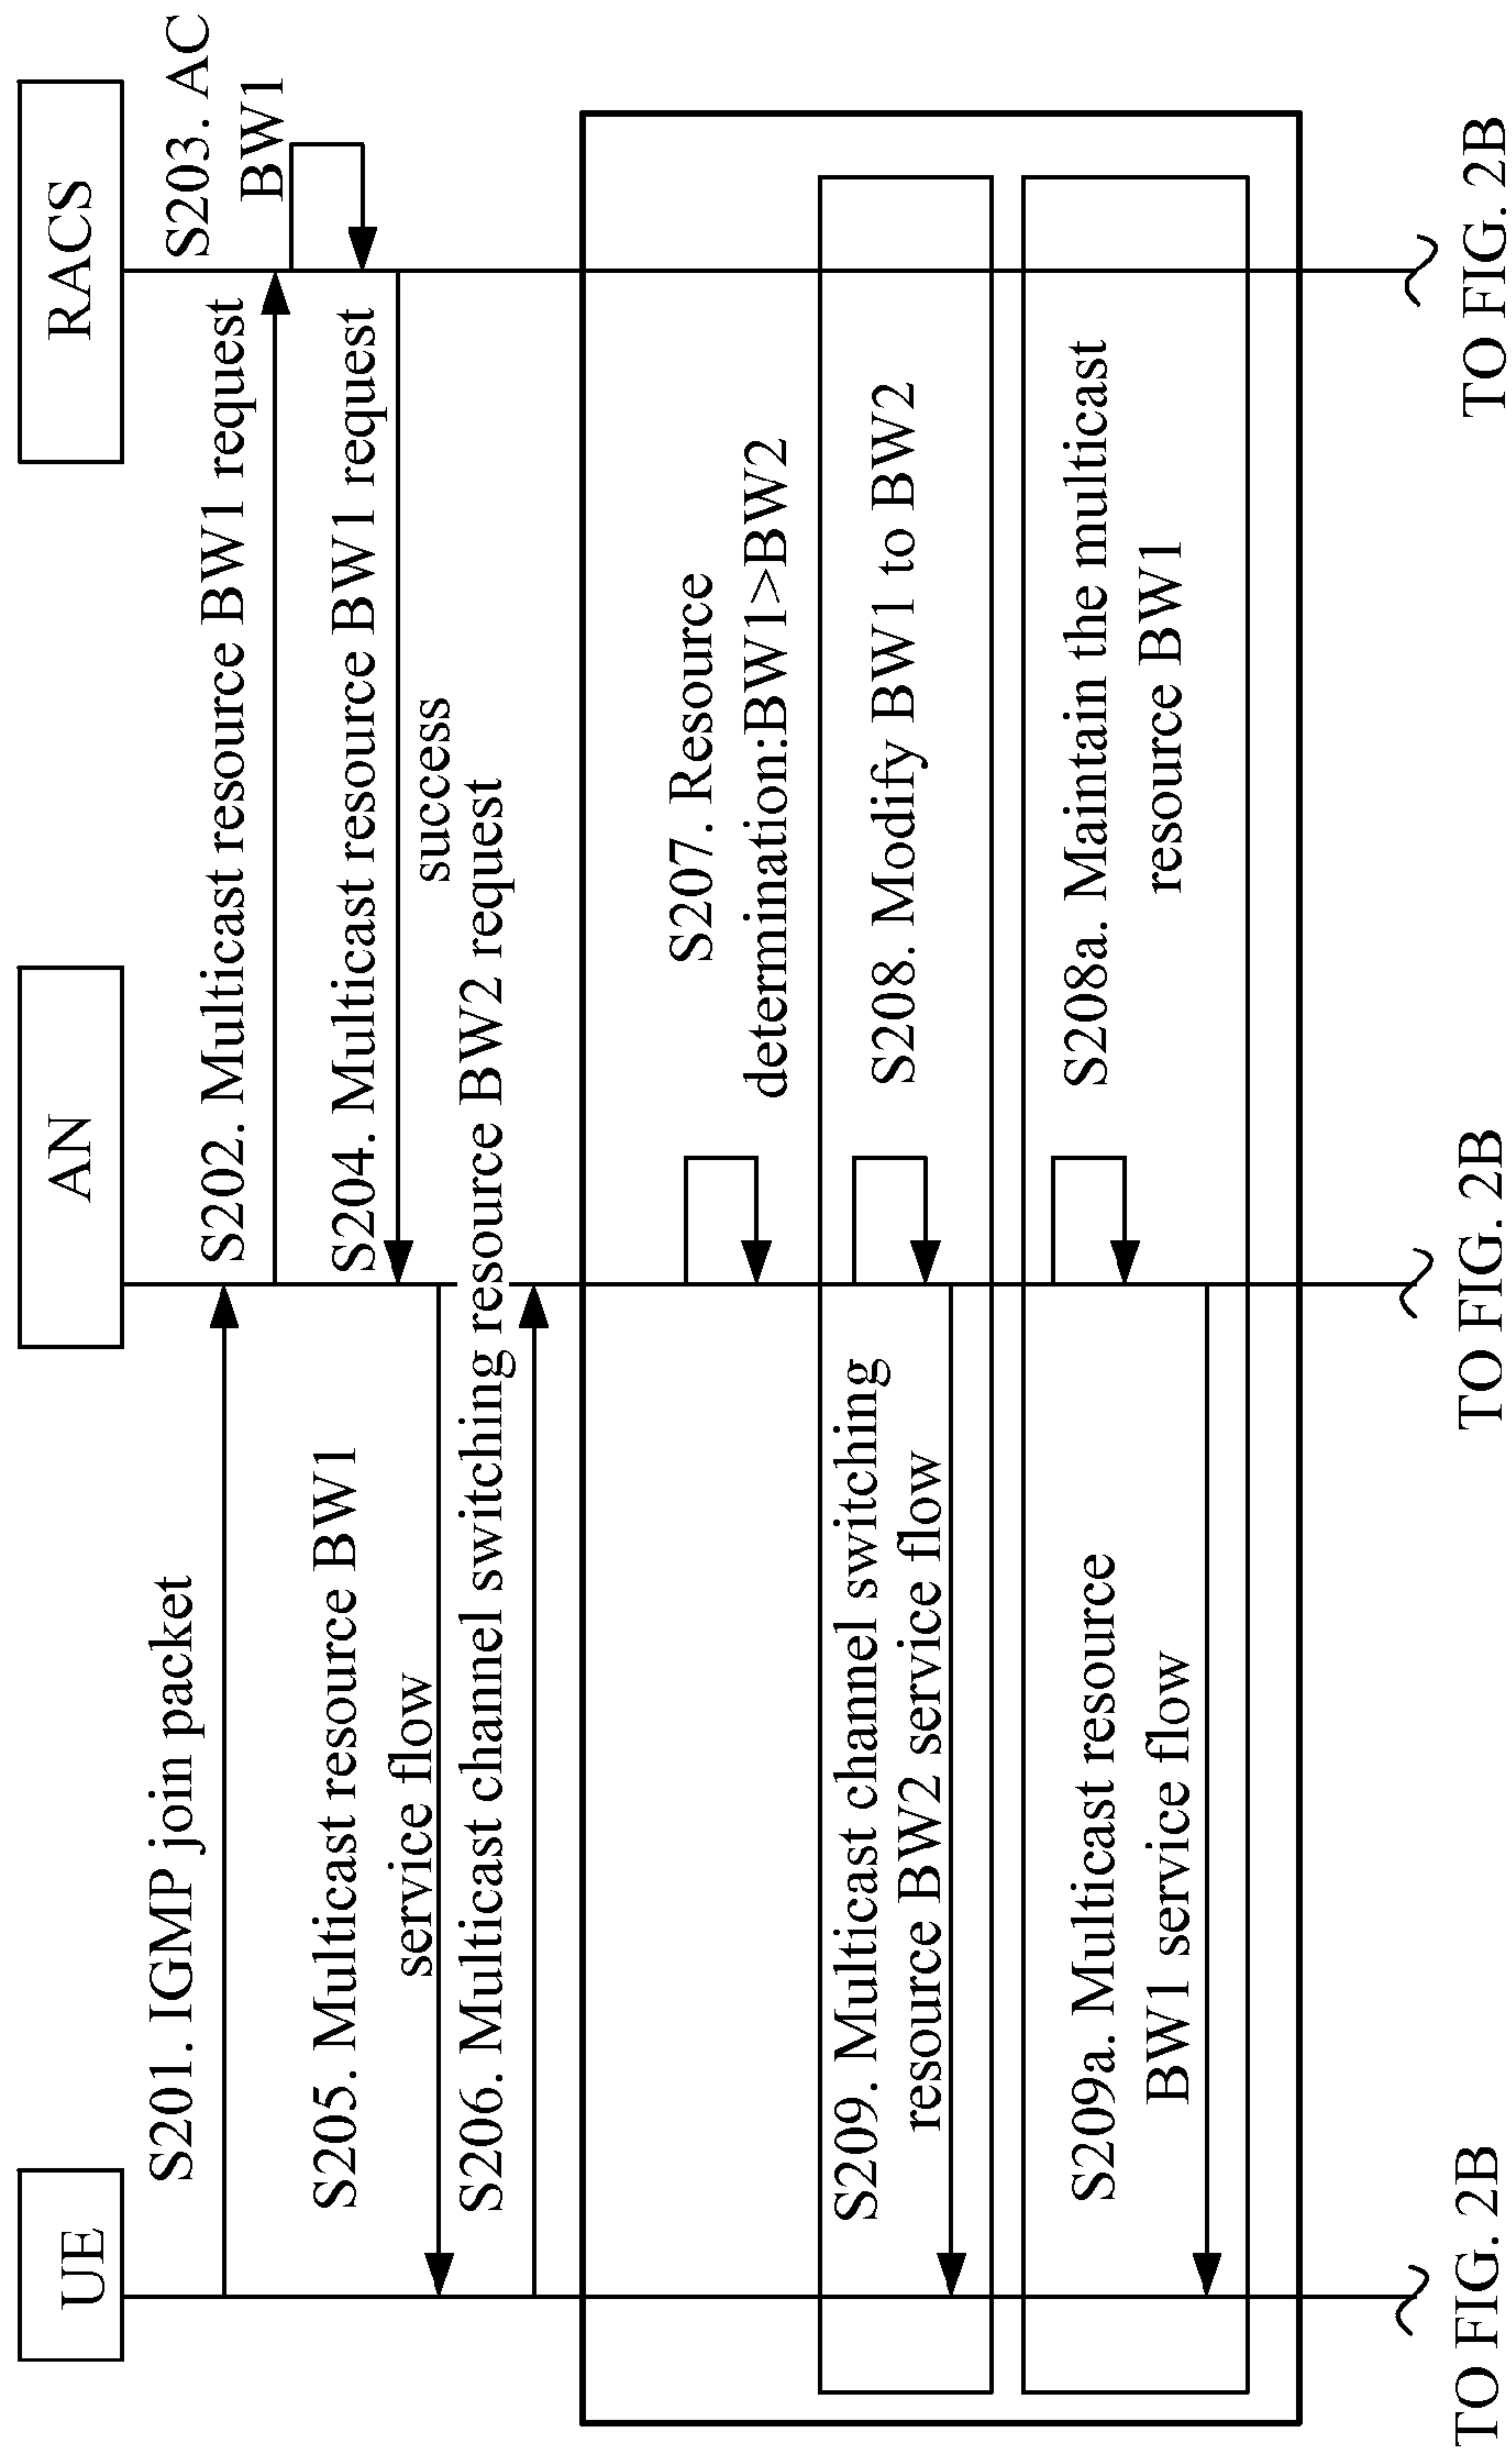 UE
AN
RACS
S201. IGMP join packet
S202. Multicast resource BW1 request
S203. AC
BW1
S204. Multicast resource BW1 request
success
S205. Multicast resource BW1
service flow
S206. Multicast channel switching resource BW2 request
S207. Resource
determination:BW1>BW2
S208. Modify BW1 to BW2
S209. Multicast channel switching
resource BW2 service flow
S208a. Maintain the multicast
resource BW1
S209a. Multicast resource
BW1 service flow
TO FIG. 2B
TO FIG. 2B
TO FIG. 2B